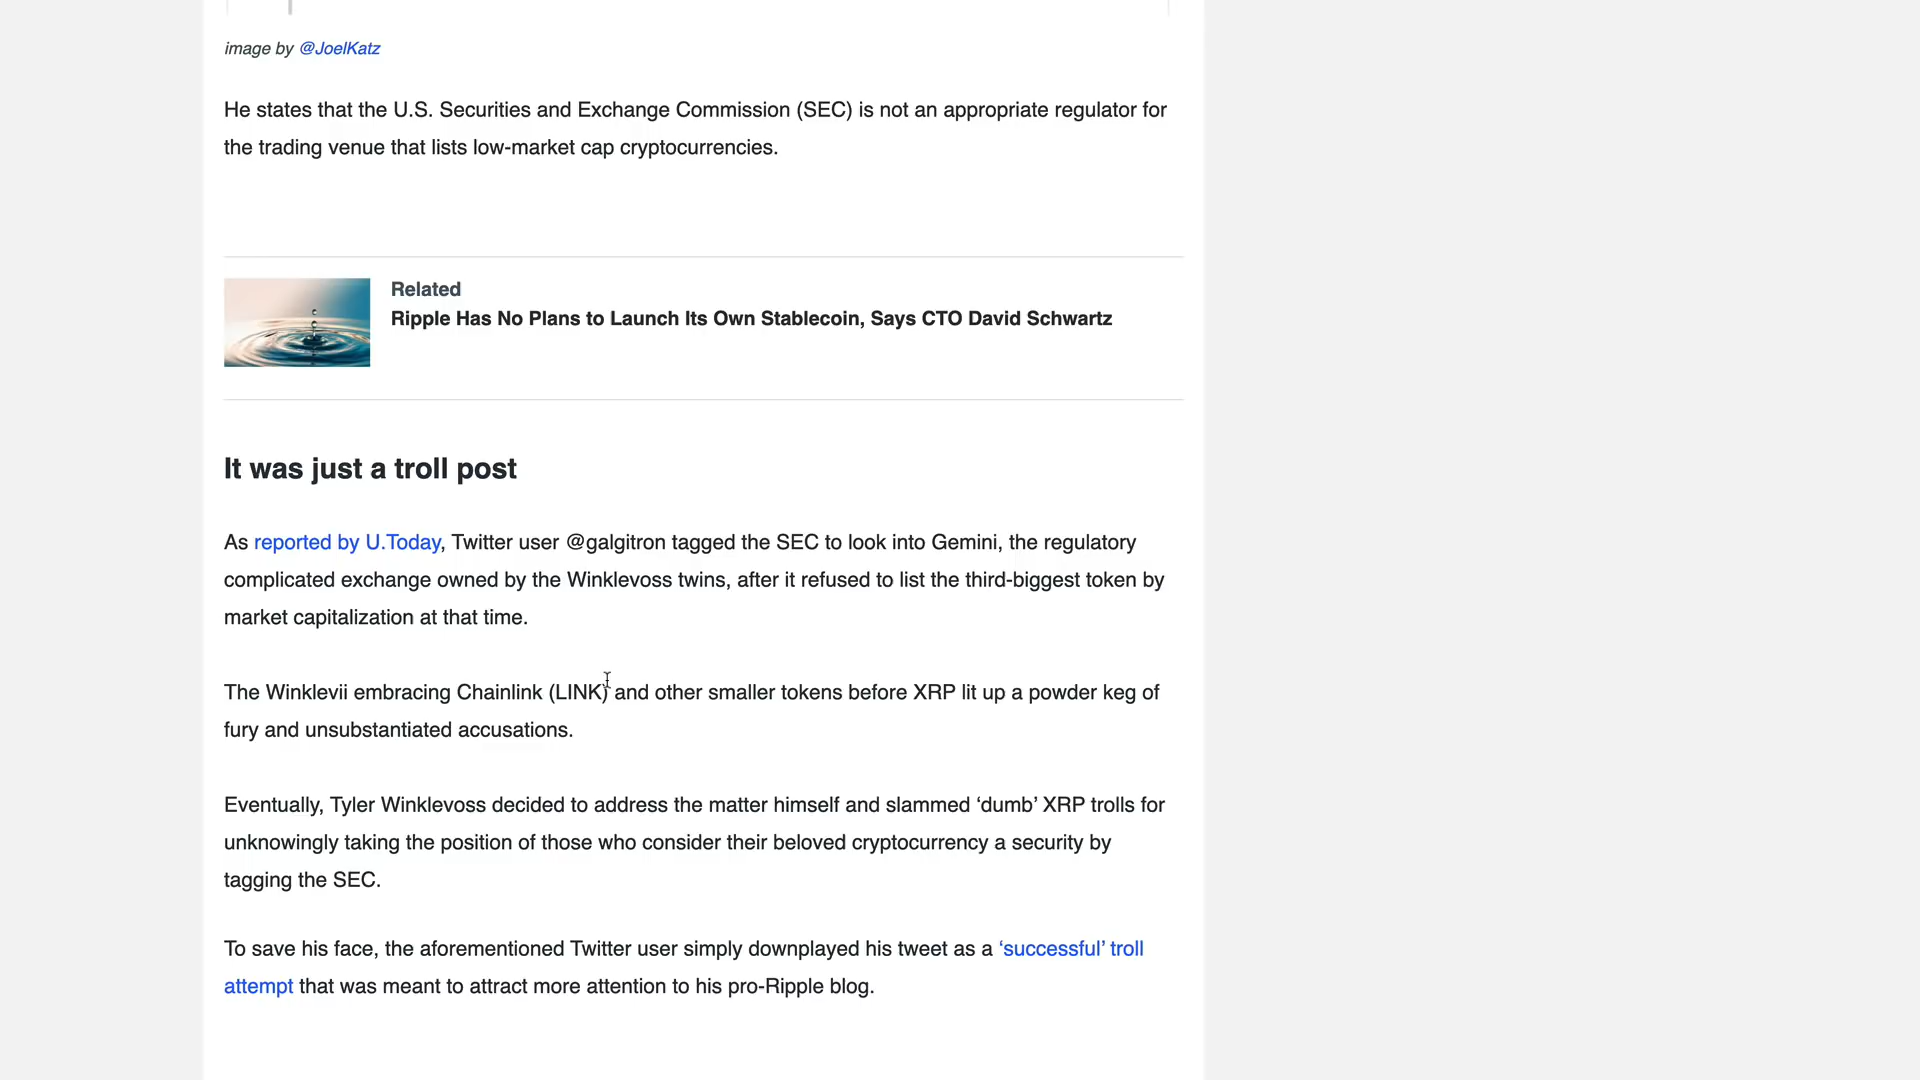 image by @JoelKatz
He states that the U.S. Securities and Exchange Commission (SEC) is not an appropriate regulator for
the trading venue that lists low-market cap cryptocurrencies.
Related
Ripple Has No Plans to Launch Its Own Stablecoin, Says CTO David Schwartz
It was just a troll post
As reported by U.Today, Twitter user @galgitron tagged the SEC to look into Gemini, the regulatory
complicated exchange owned by the Winklevoss twins, after it refused to list the third-biggest token by
market capitalization at that time.
The Winklevii embracing Chainlink (LINK) and other smaller tokens before XRP lit up a powder keg of
fury and unsubstantiated accusations.
Eventually, Tyler Winklevoss decided to address the matter himself and slammed ‘dumb’ XRP trolls for
unknowingly taking the position of those who consider their beloved cryptocurrency a security by
tagging the SEC.
To save his face, the aforementioned Twitter user simply downplayed his tweet as a ‘successful’ troll
attempt that was meant to attract more attention to his pro-Ripple blog.